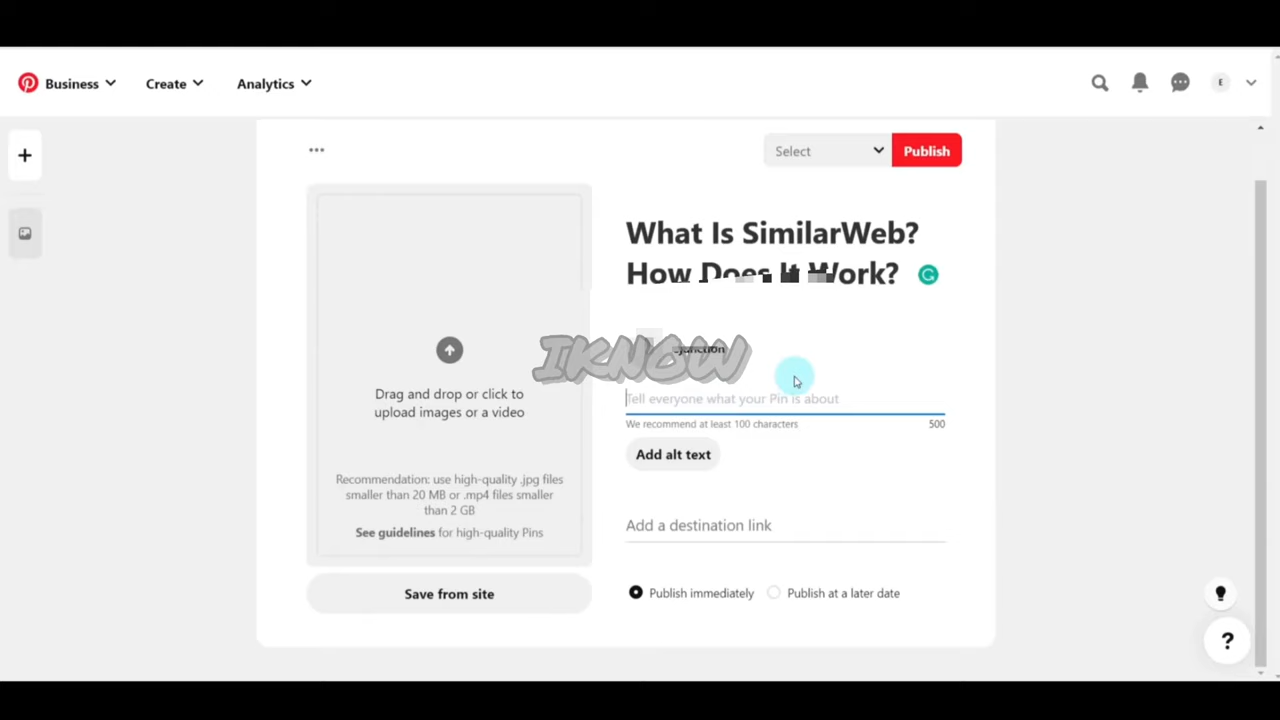 Business
Create
Analytics
E
Select
Publish
What Is SimilarWeb?
How Does It Work?
IKNOW
Tell everyone what your Pin is about
We recommend at least 100 characters
500
Add alt text
Drag and drop or click to
upload images or a video
Recommendation: use high-quality .jpg files
smaller than 20 MB or .mp4 files smaller
than 2 GB
See guidelines for high-quality Pins
Add a destination link
Save from site
Publish immediately
Publish at a later date
?